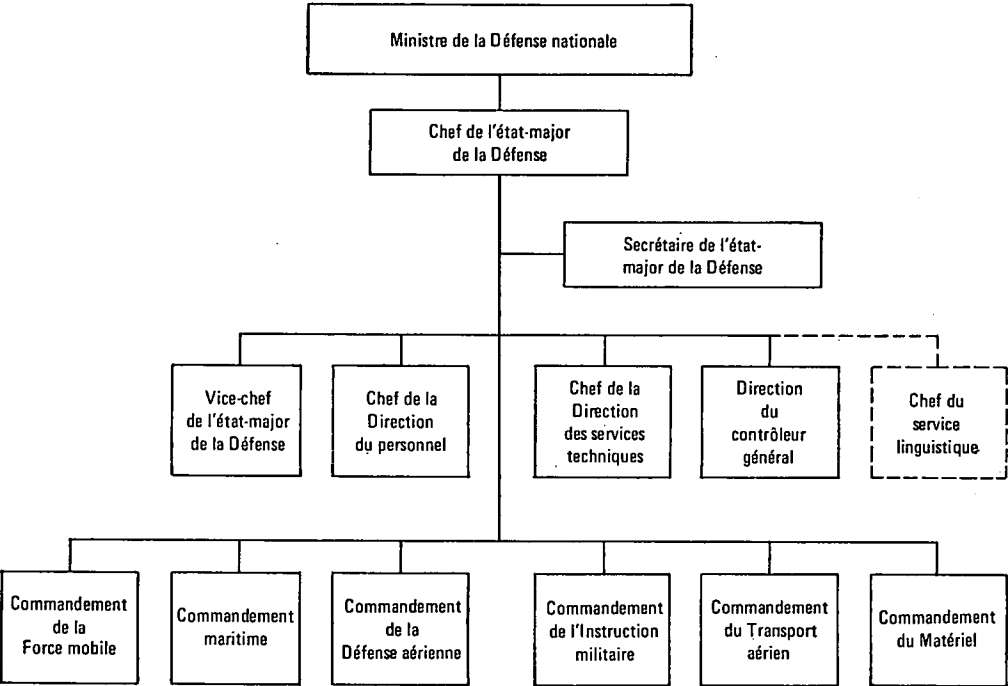 Ministre de la Défense nationale
Chef de l'état-major
de la Défense
Secrétaire de l'état-
major de la Défense
Vice-chef
de l'état-major
de la Défense
Chef de la
Direction
du personnel
Chef de la
Direction
des services
techniques
Direction
du
contrôleur
général
Chef du
service
linguistique
Commandement
de la
Force mobile
Commandement
maritime
Commandement
de la
Défense aérienne
Commandement
de l'Instruction
militaire
Commandement
du Transport
aérien
Commandement
du Matériel